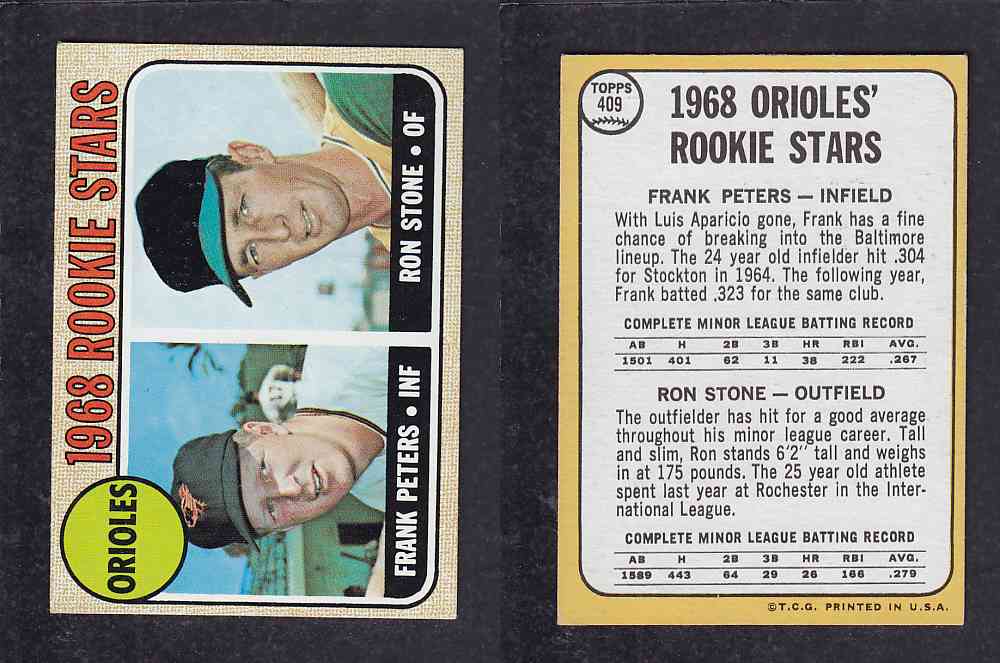 1968 ROOKIE STARS
ORIOLES
FRANK PETERS • INF
RON STONE • OF
TOPPS
409
1968 ORIOLES'
ROOKIE STARS
FRANK PETERS — INFIELD
With Luis Aparicio gone, Frank has a fine
chance of breaking into the Baltimore
lineup. The 24 year old infielder hit .304
for Stockton in 1964. The following year,
Frank batted .323 for the same club.
COMPLETE MINOR LEAGUE BATTING RECORD
AB H 2B 3B HR RBI AVG.
1501 401 62 11 38 222 .267
RON STONE — OUTFIELD
The outfielder has hit for a good average
throughout his minor league career. Tall
and slim, Ron stands 6'2" tall and weighs
in at 175 pounds. The 25 year old athlete
spent last year at Rochester in the Inter-
national League.
COMPLETE MINOR LEAGUE BATTING RECORD
AB H 2B 3B HR RBI AVG.
1589 443 64 29 26 166 .279
©T.C.G. PRINTED IN U.S.A.